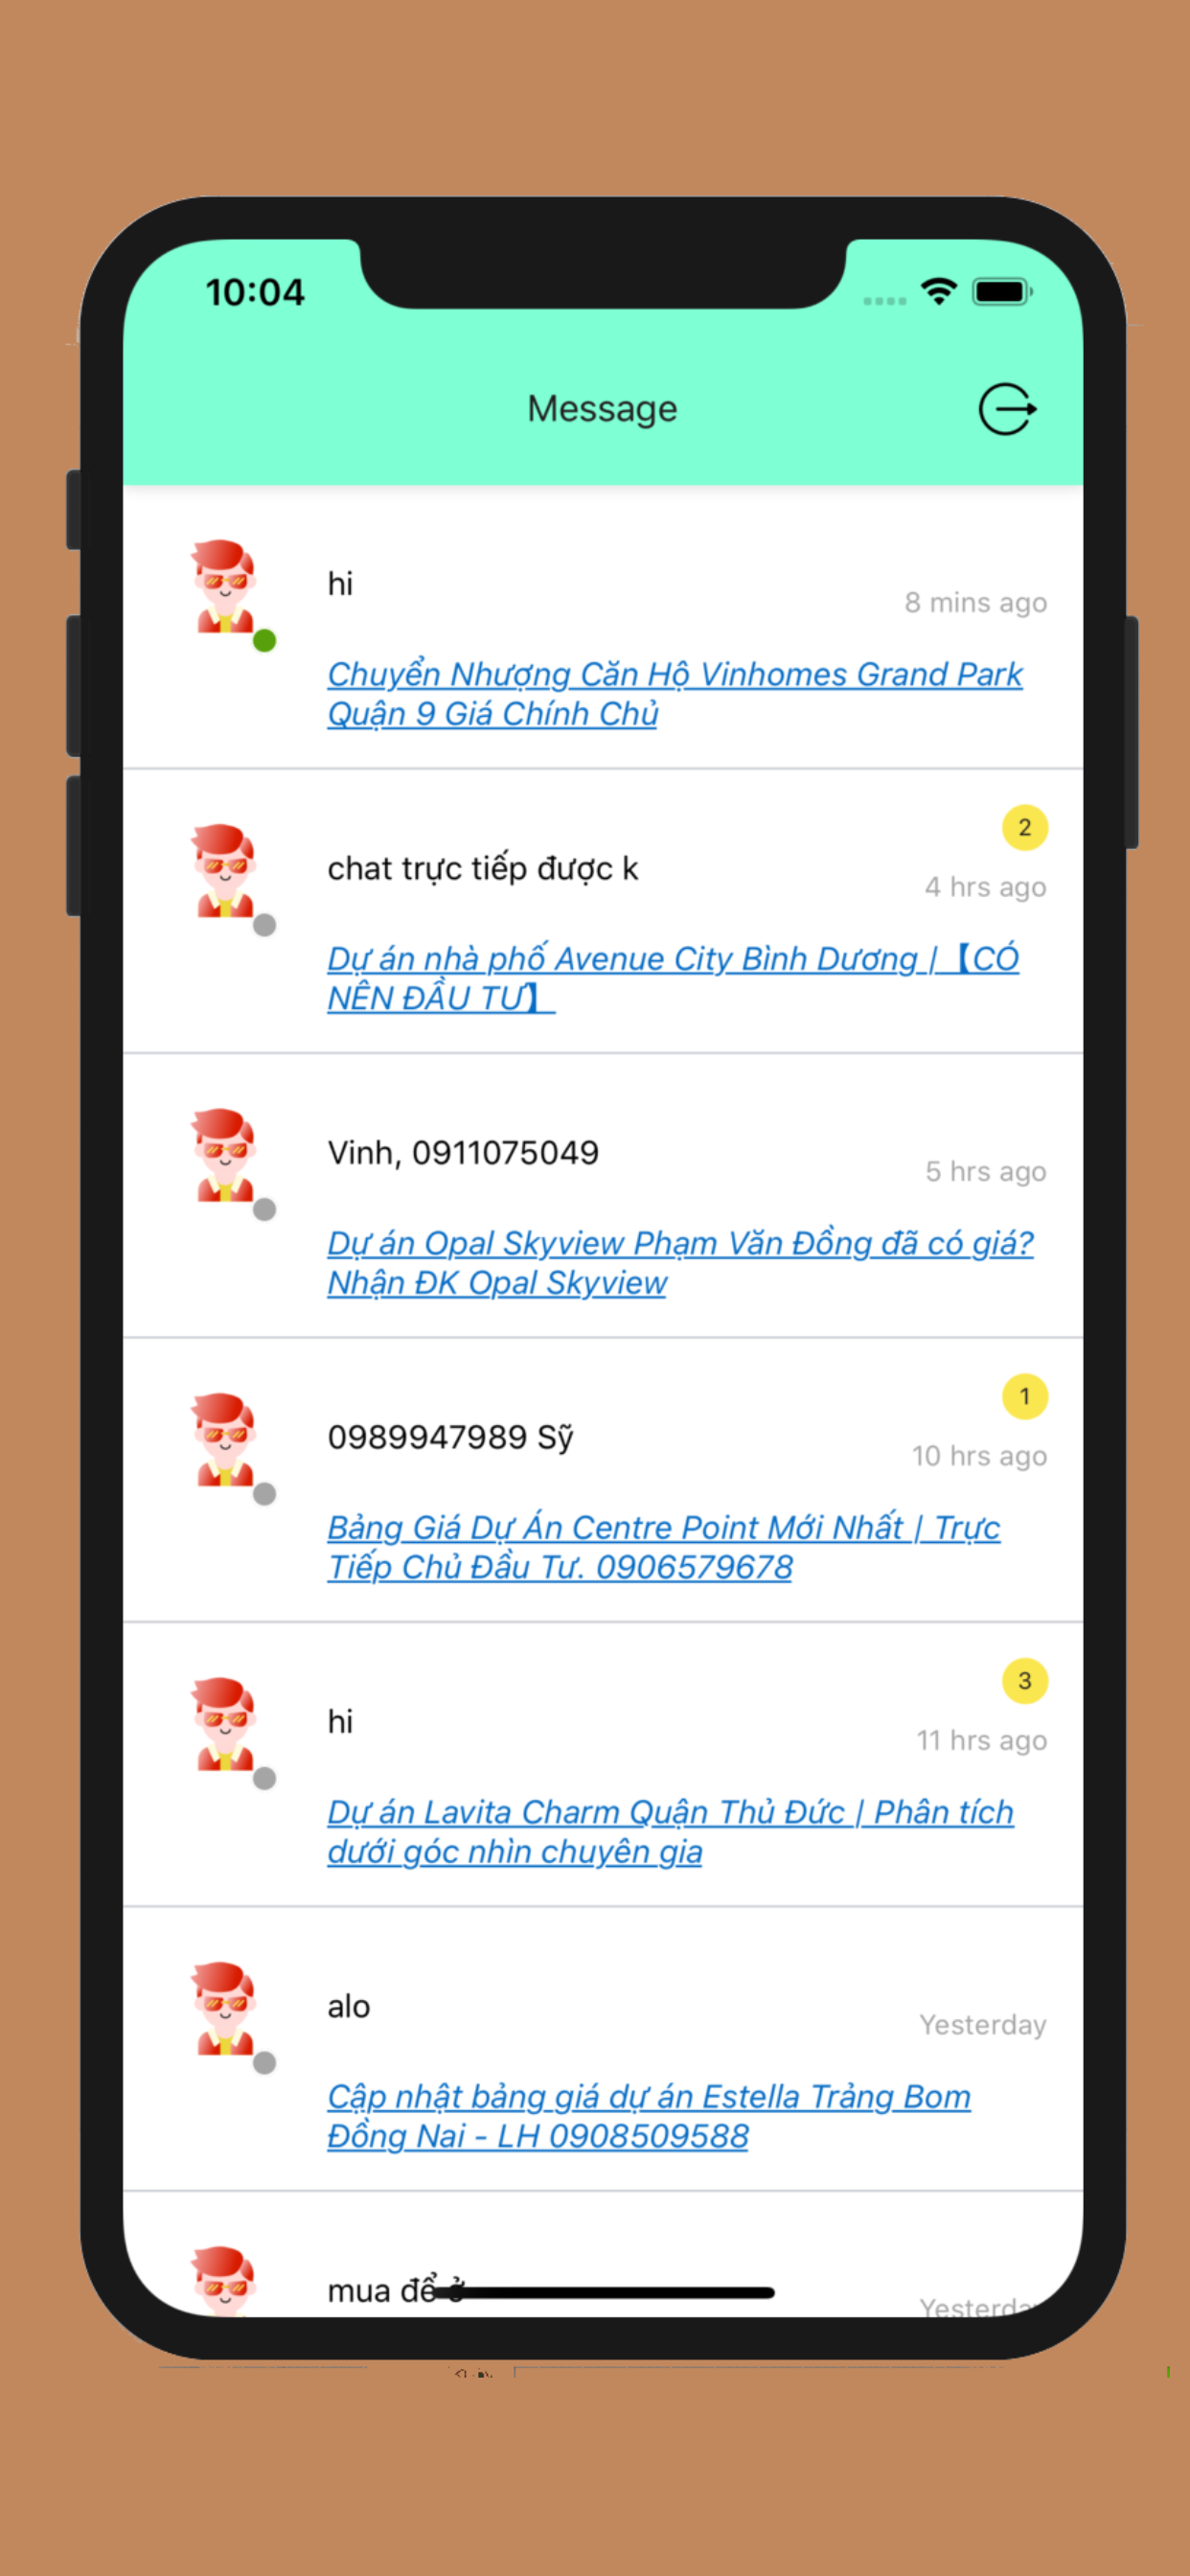 10:04
Message
hi
8 mins ago
Chuyển Nhượng Căn Hộ Vinhomes Grand Park
Quận 9 Giá Chính Chủ
2
chat trực tiếp được k
4 hrs ago
Dự án nhà phố Avenue City Bình Dương |【CÓ
NÊN ĐẦU TƯ】
Vinh, 0911075049
5 hrs ago
Dự án Opal Skyview Phạm Văn Đồng đã có giá?
Nhận ĐK Opal Skyview
1
0989947989 Sỹ
10 hrs ago
Bảng Giá Dự Án Centre Point Mới Nhất | Trực
Tiếp Chủ Đầu Tư. 0906579678
3
hi
11 hrs ago
Dự án Lavita Charm Quận Thủ Đức | Phân tích
dưới góc nhìn chuyên gia
alo
Yesterday
Cập nhật bảng giá dự án Estella Trảng Bom
Đồng Nai - LH 0908509588
mua để ở
Yesterday